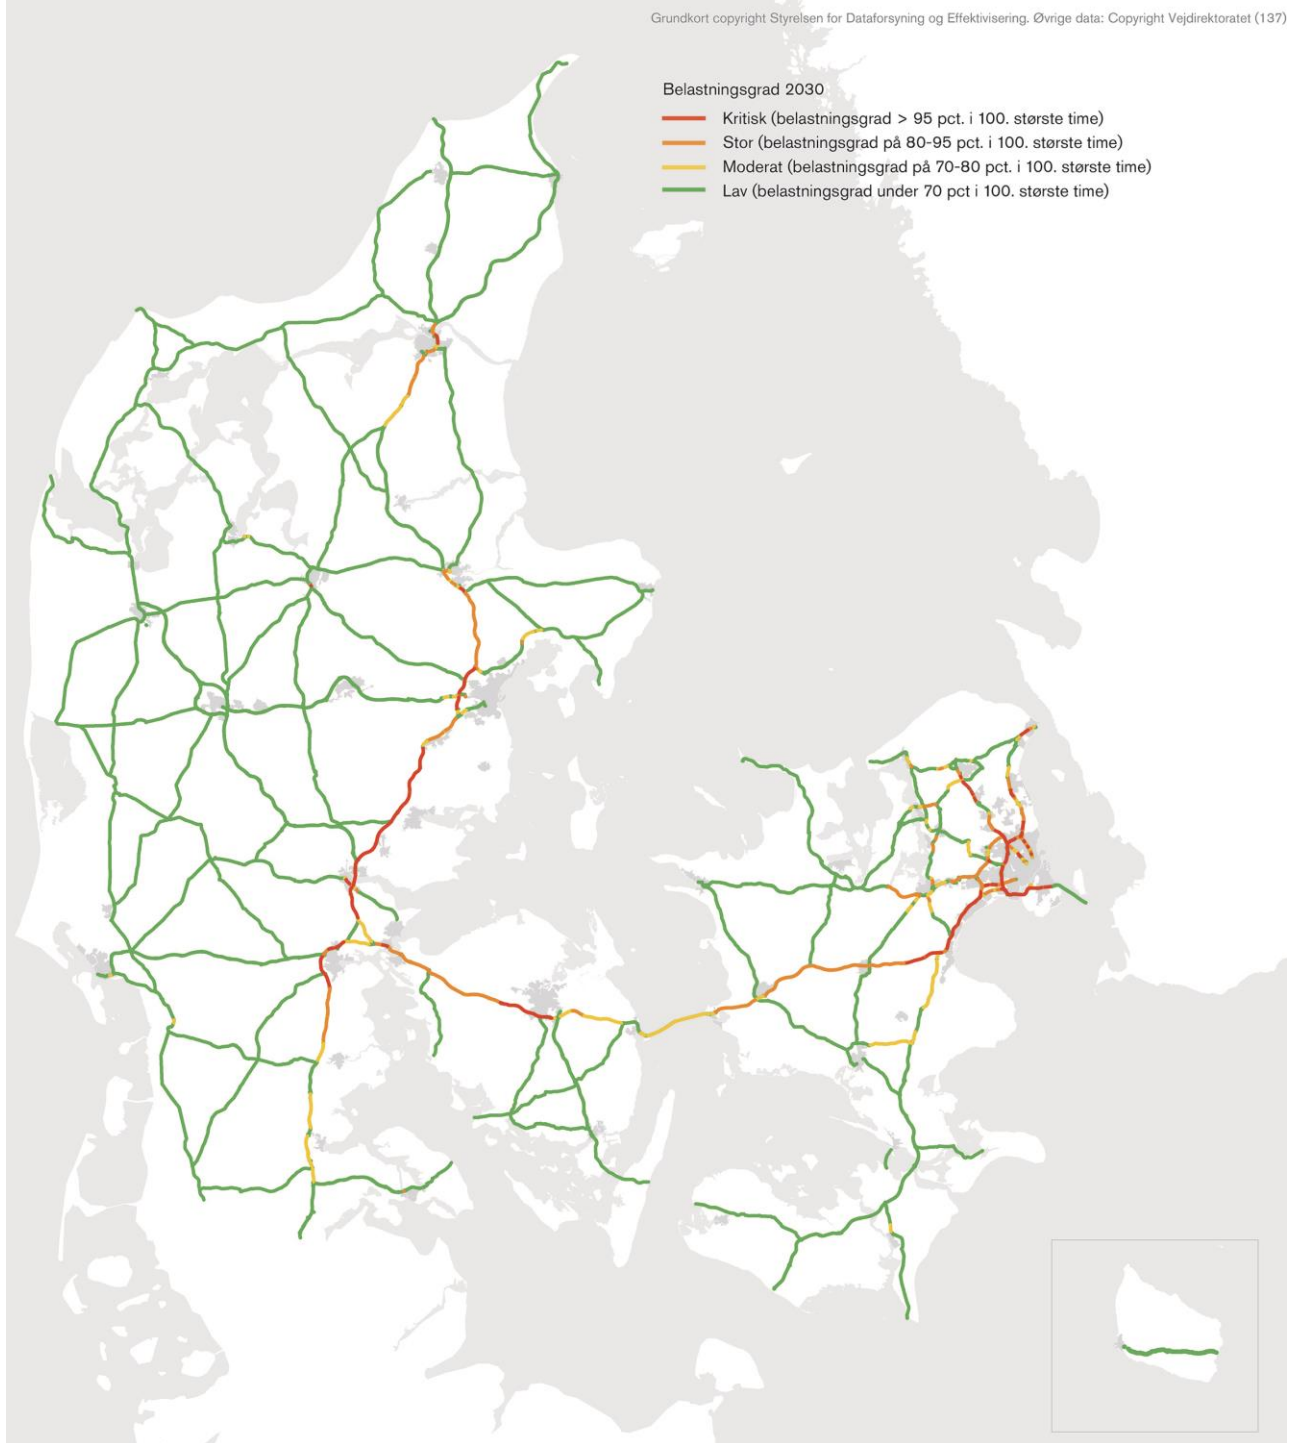 Grundkort copyright Styrelsen for Dataforsyning og Effektivisering. Øvrige data: Copyright Vejdirektoratet (137)
Belastningsgrad 2030
Kritisk (belastningsgrad > 95 pct. i 100. største time)
Stor (belastningsgrad på 80-95 pct. i 100. største time)
Moderat (belastningsgrad på 70-80 pct. i 100. største time)
Lav (belastningsgrad under 70 pct i 100. største time)